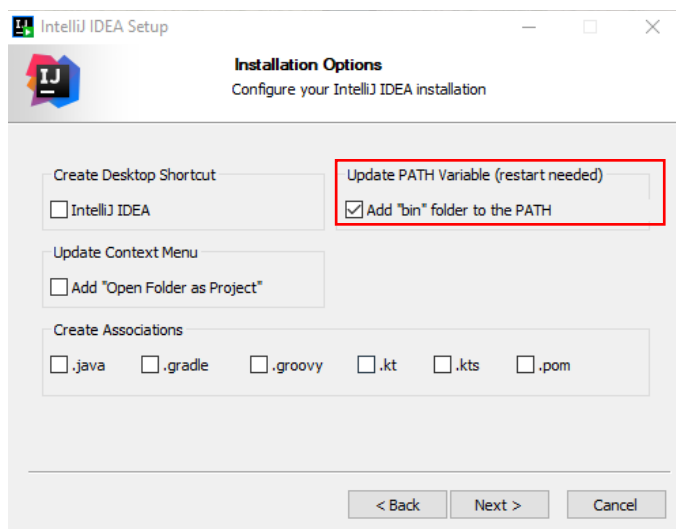 IntelliJ IDEA Setup
IJ
Installation Options
Configure your IntelliJ IDEA installation
Create Desktop Shortcut
IntelliJ IDEA
Update PATH Variable (restart needed)
Add "bin" folder to the PATH
Update Context Menu
Add "Open Folder as Project"
Create Associations
.java .gradle .groovy .kt .kts .pom
< Back Next > Cancel